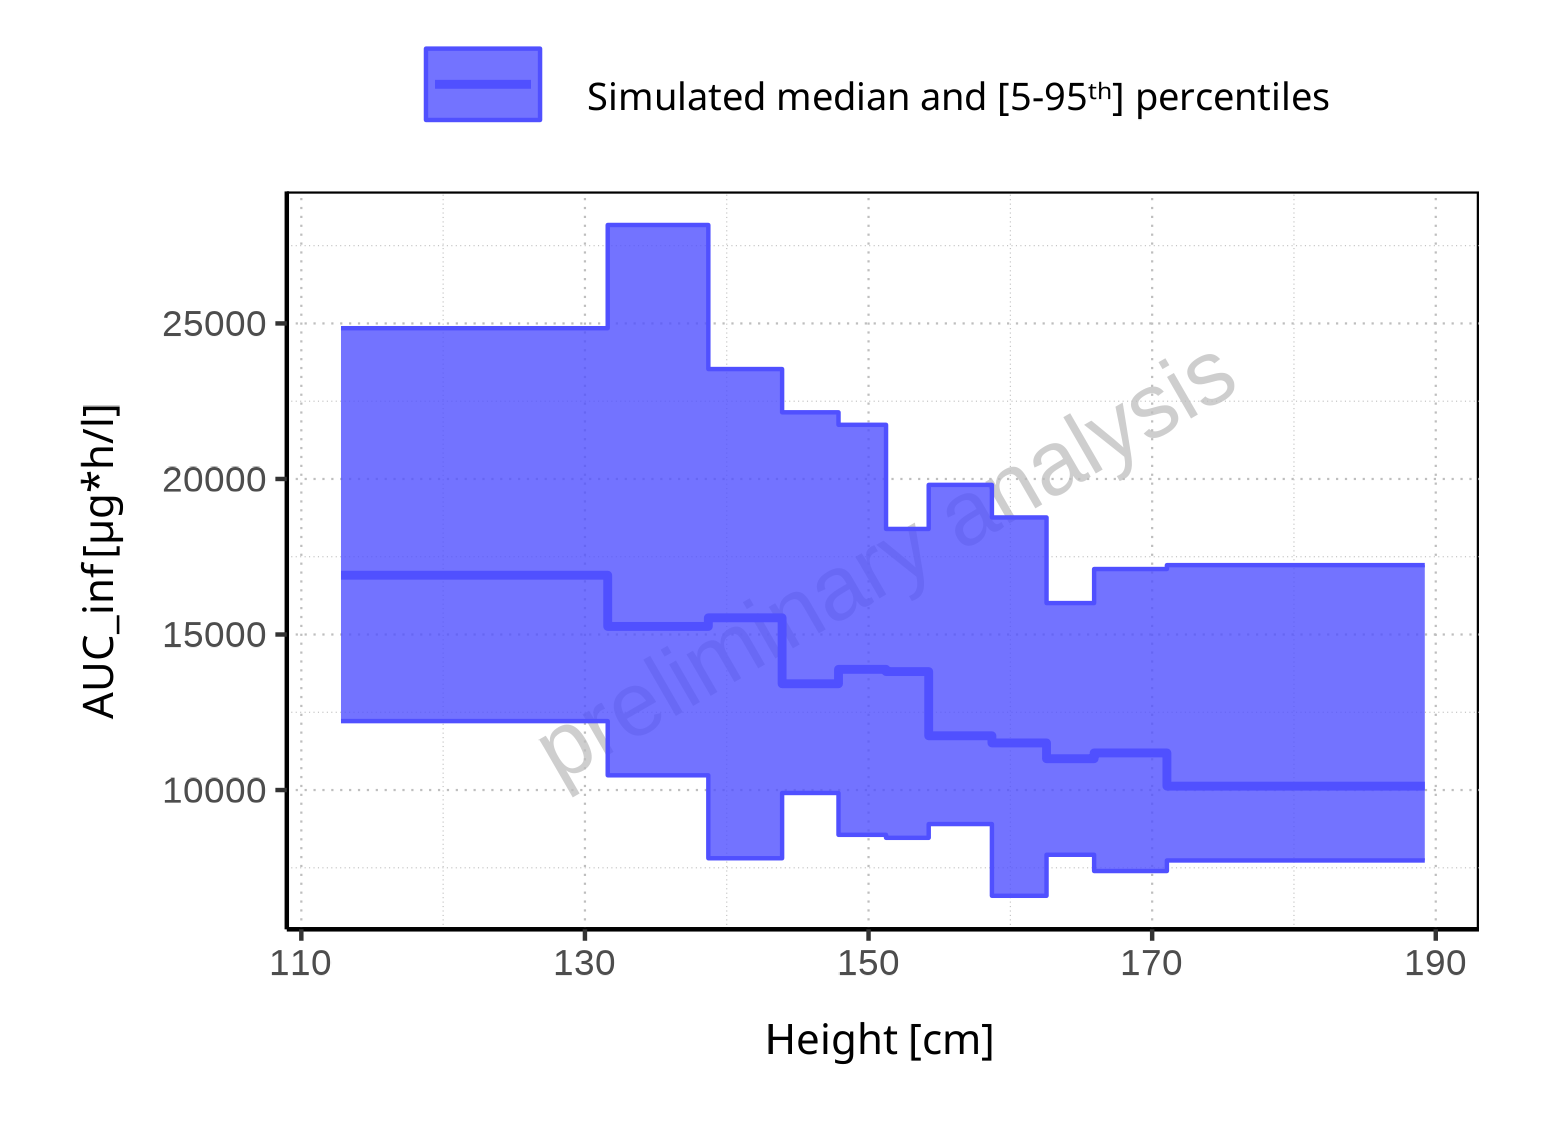 Simulated median and [5-95ᵗʰ] percentiles
AUC_inf [µg*h/l]
25000
20000
15000
10000
preliminary analysis
110 130 150 170 190
Height [cm]